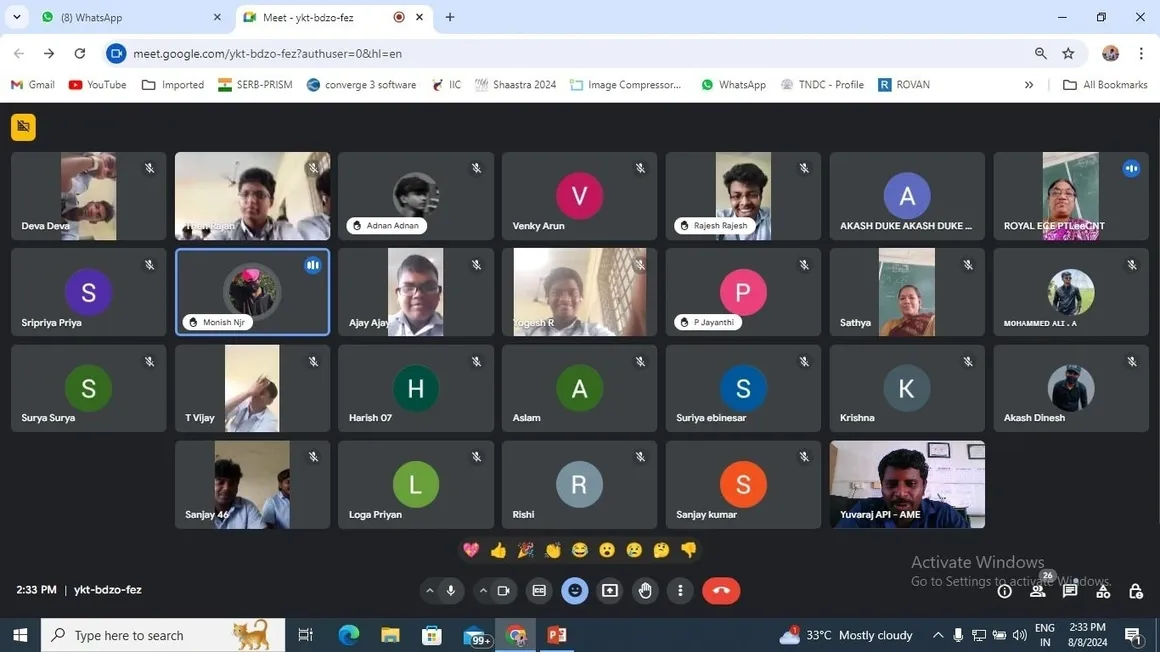 (8) WhatsApp
Meet - ykt-bdzo-fez
meet.google.com/ykt-bdzo-fez?authuser=0&hl=en
Gmail YouTube Imported SERB-PRISM converge 3 software IIC Shaastra 2024 Image Compressor... WhatsApp TNDC - Profile R ROVAN » All Bookmarks
Deva Deva
Adnan Adnan
V
Venky Arun
Rajesh Rajesh
A
AKASH DUKE AKASH DUKE ...
ROYAL ECE PTLeeCNT
S
Sripriya Priya
Monish Njr
Ajay Ajay
Yogesh R
P
P Jayanthi
Sathya
MOHAMMED ALI . A
S
Surya Surya
T Vijay
H
Harish 07
A
Aslam
S
Suriya ebinesar
K
Krishna
Akash Dinesh
Sanjay 46
L
Loga Priyan
R
Rishi
S
Sanjay kumar
Yuvaraj API - AME
Activate Windows
Go to Settings to activate Windows.
2:33 PM | ykt-bdzo-fez
26
Type here to search
99+
33°C Mostly cloudy
ENG
IN
2:33 PM
8/8/2024
1